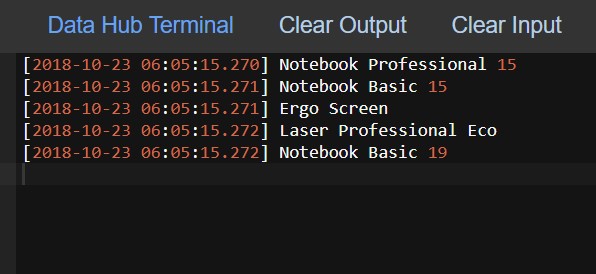 Data Hub Terminal Clear Output Clear Input
[2018-10-23 06:05:15.270] Notebook Professional 15
[2018-10-23 06:05:15.271] Notebook Basic 15
[2018-10-23 06:05:15.271] Ergo Screen
[2018-10-23 06:05:15.272] Laser Professional Eco
[2018-10-23 06:05:15.272] Notebook Basic 19